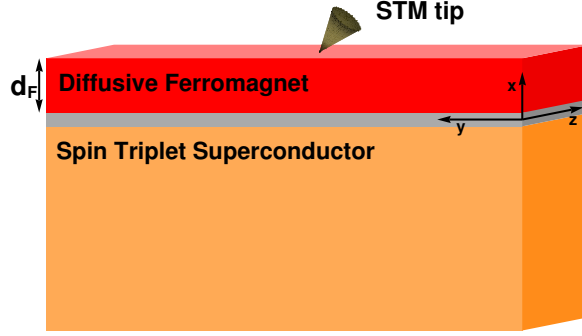 STM tip
dF
Diffusive Ferromagnet
x
y
z
Spin Triplet Superconductor